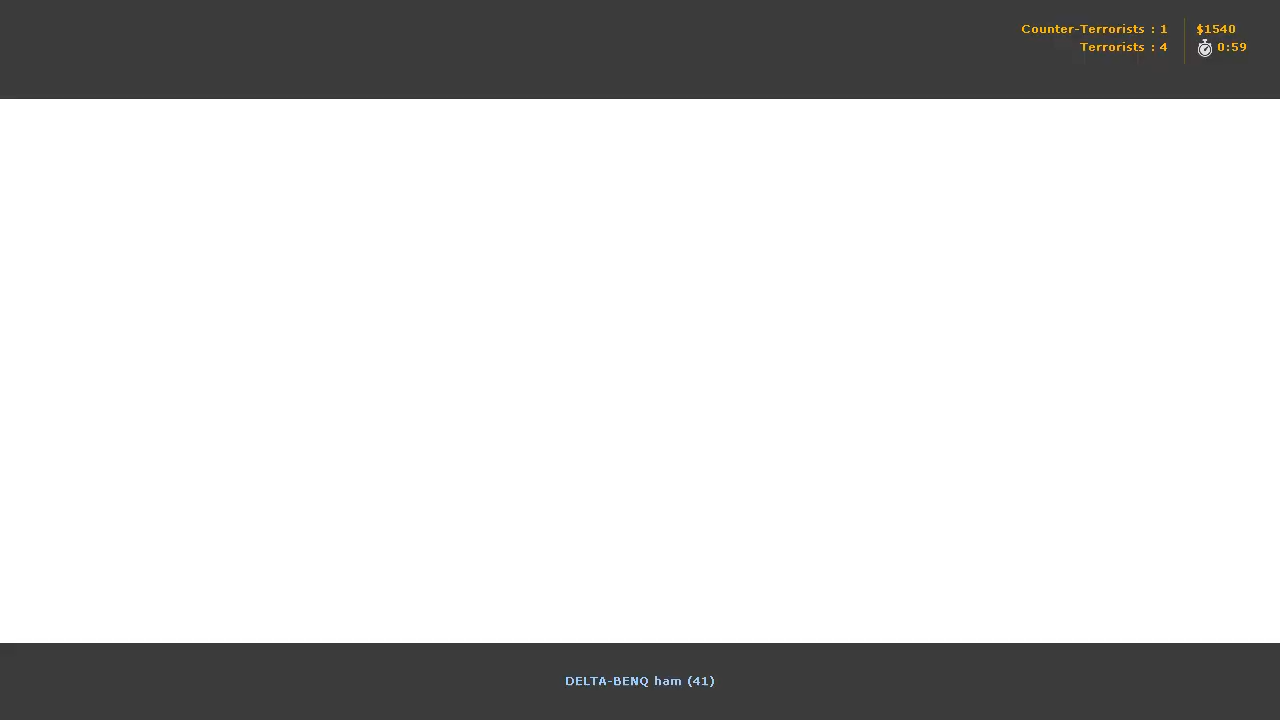 Counter-Terrorists : 1
$1540
Terrorists : 4
0:59
DELTA-BENQ ham (41)